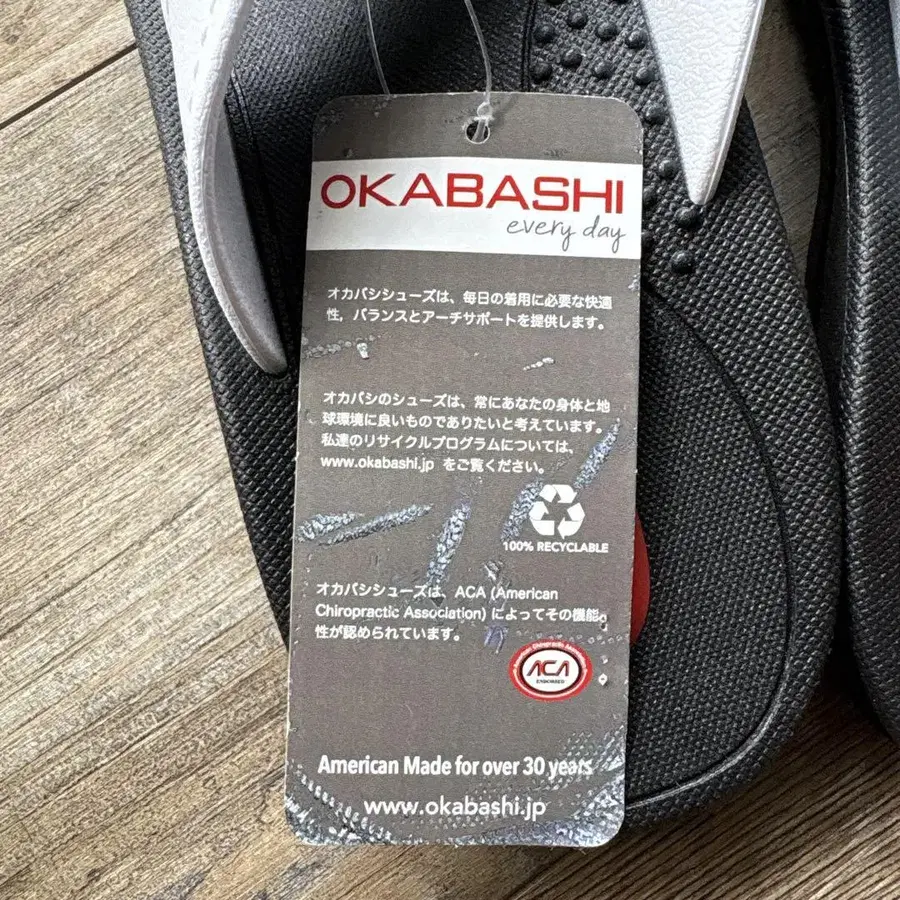 OKABASHI
every day
オカバシシューズは、毎日の着用に必要な快適
性，バランスとアーチサポートを提供します。
オカバシのシューズは、常にあなたの身体と地
球環境に良いものでありたいと考えています。
私達のリサイクルプログラムについては、
www.okabashi.jp をご覧ください。
100% RECYCLABLE
オカバシシューズは、ACA (American
Chiropractic Association) によってその機能
性が認められています。
American Chiropractic Association
ACA
ENDORSED
American Made for over 30 years
www.okabashi.jp